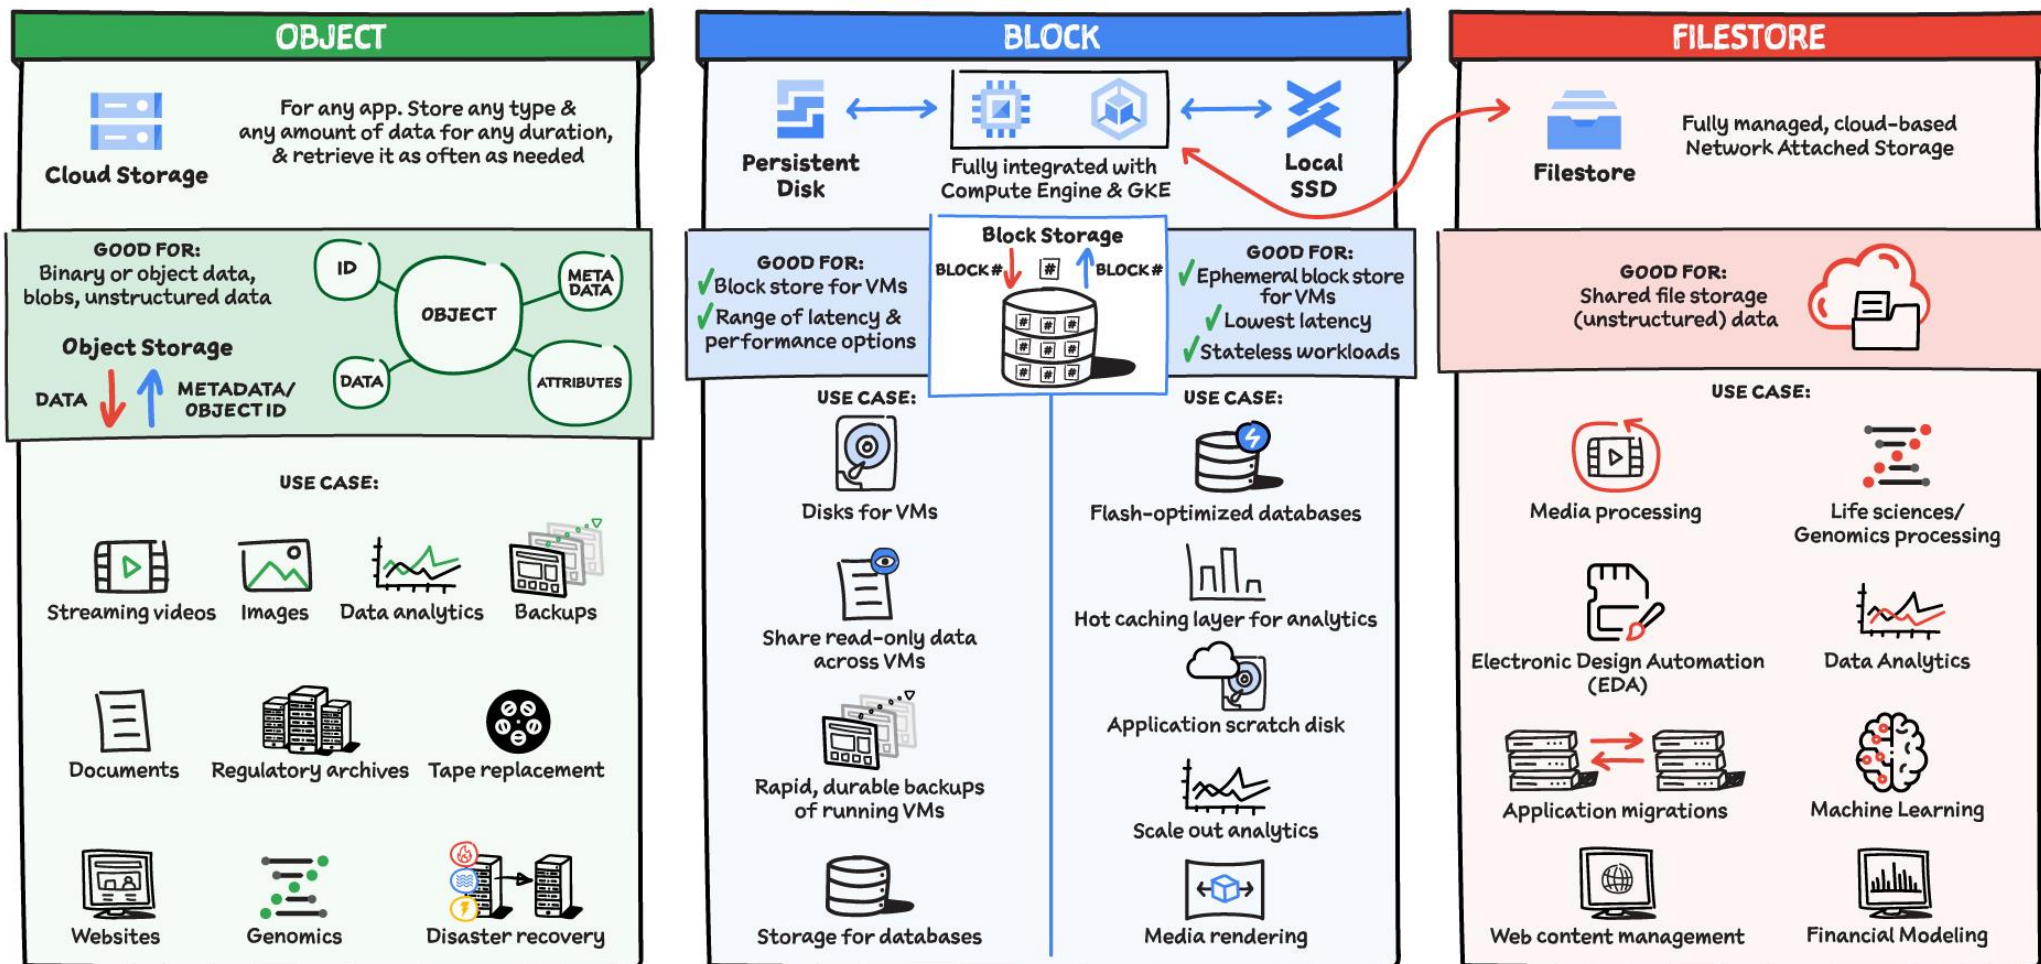 OBJECT
Cloud Storage
For any app. Store any type &
any amount of data for any duration,
& retrieve it as often as needed
GOOD FOR:
Binary or object data,
blobs, unstructured data
Object Storage
DATA
METADATA/
OBJECT ID
ID
META
DATA
OBJECT
DATA
ATTRIBUTES
USE CASE:
Streaming videos
Images
Data analytics
Backups
Documents
Regulatory archives
Tape replacement
Websites
Genomics
Disaster recovery
BLOCK
Persistent
Disk
Fully integrated with
Compute Engine & GKE
Local
SSD
GOOD FOR:
Block store for VMs
Range of latency &
performance options
Block Storage
BLOCK#
#
BLOCK#
# # #
# # #
# # #
GOOD FOR:
Ephemeral block store
for VMs
Lowest latency
Stateless workloads
USE CASE:
Disks for VMs
Share read-only data
across VMs
Rapid, durable backups
of running VMs
Storage for databases
USE CASE:
Flash-optimized databases
Hot caching layer for analytics
Application scratch disk
Scale out analytics
Media rendering
FILESTORE
Filestore
Fully managed, cloud-based
Network Attached Storage
GOOD FOR:
Shared file storage
(unstructured) data
USE CASE:
Media processing
Life sciences/
Genomics processing
Electronic Design Automation
(EDA)
Data Analytics
Application migrations
Machine Learning
Web content management
Financial Modeling